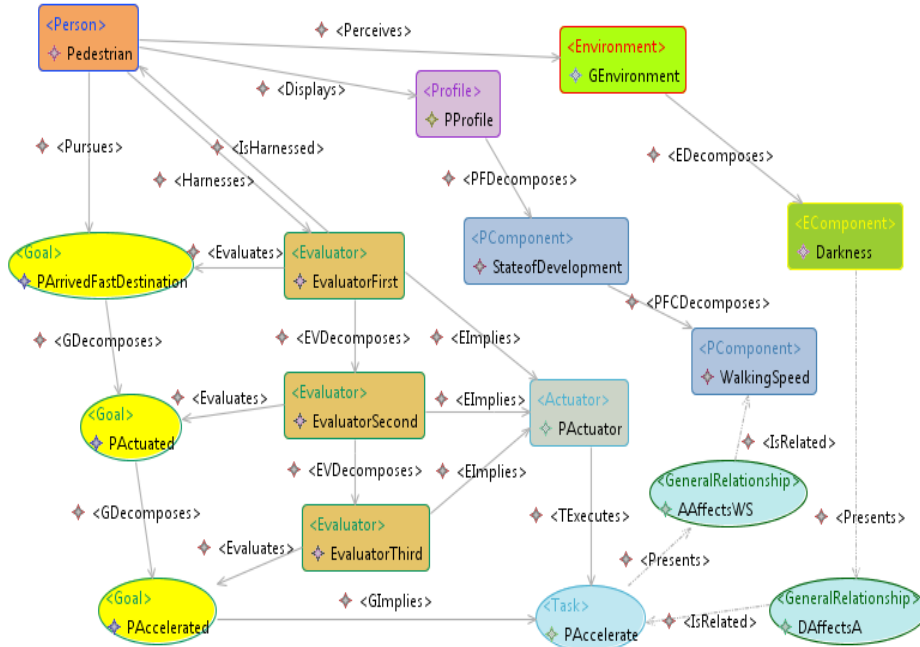 <Person>
Pedestrian
<Perceives>
<Environment>
GEnvironment
<Displays>
<Profile>
PProfile
<Pursues>
<IsHarnessed>
<Harnesses>
<EDecomposes>
<PFDecomposes>
<Goal>
PArrivedFastDestination
<Evaluates>
<Evaluator>
EvaluatorFirst
<PComponent>
StateofDevelopment
<EComponent>
Darkness
<GDecomposes>
<EVDecomposes>
<EImplies>
<PFCDecomposes>
<PComponent>
WalkingSpeed
<Goal>
PActuated
<Evaluates>
<Evaluator>
EvaluatorSecond
<EImplies>
<Actuator>
PActuator
<IsRelated>
<EVDecomposes>
<EImplies>
<GDecomposes>
<GeneralRelationship>
AAffectsWS
<Evaluates>
<Evaluator>
EvaluatorThird
<TExecutes>
<Presents>
<Presents>
<Goal>
PAccelerated
<GImplies>
<Task>
PAccelerate
<IsRelated>
<GeneralRelationship>
DAffectsA